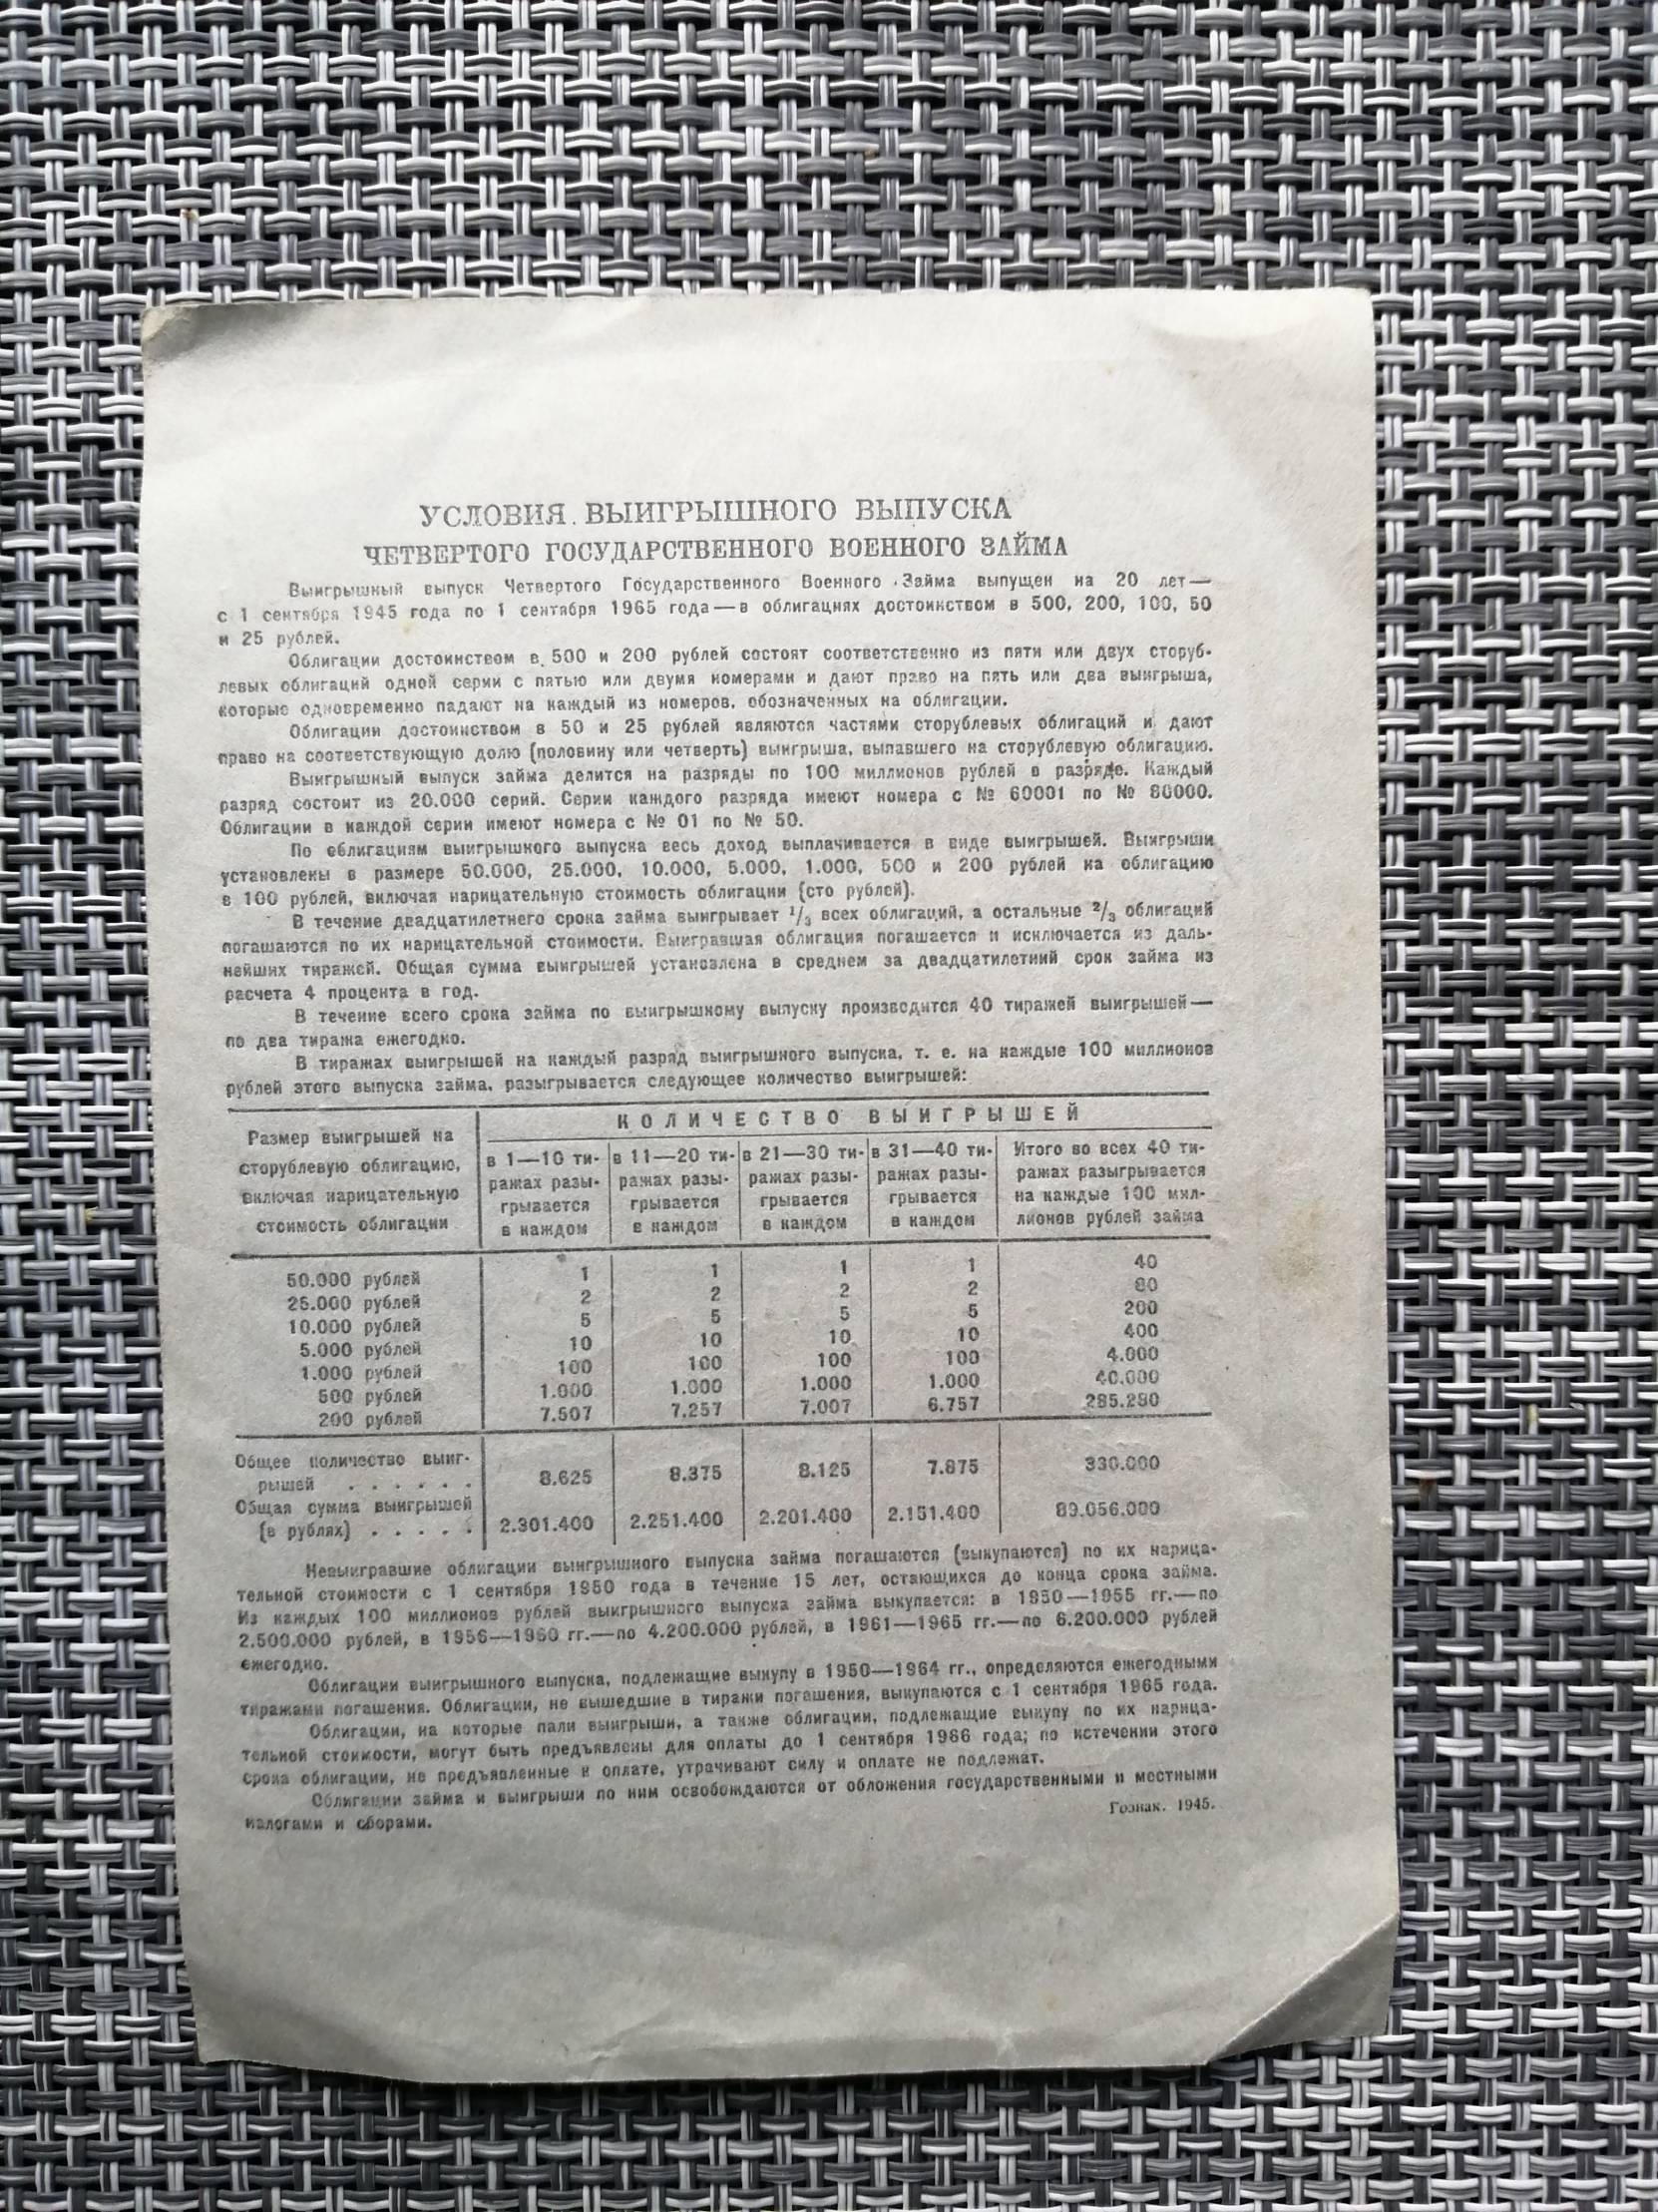 УСЛОВИЯ ВЫИГРЫШНОГО ВЫПУСКА
ЧЕТВЕРТОГО ГОСУДАРСТВЕННОГО ВОЕННОГО ЗАЙМА
Выигрышный выпуск Четвертого Государственного Военного Займа выпущен на 20 лет—
с 1 сентября 1945 года по 1 сентября 1965 года—в облигациях достоинством в 500, 200, 100, 50
и 25 рублей.
Облигации достоинством в 500 и 200 рублей состоят соответственно из пяти или двух сторуб-
левых облигаций одной серии с пятью или двумя номерами и дают право на пять или два выигрыша,
которые одновременно падают на каждый из номеров, обозначенных на облигации.
Облигации достоинством в 50 и 25 рублей являются частями сторублевых облигаций и дают
право на соответствующую долю (половину или четверть) выигрыша, выпавшего на сторублевую облигацию.
Выигрышный выпуск займа делится на разряды по 100 миллионов рублей в разряде. Каждый
разряд состоит из 20.000 серий. Серии каждого разряда имеют номера с № 60001 по № 80000.
Облигации в каждой серии имеют номера с № 01 по № 50.
По облигациям выигрышного выпуска весь доход выплачивается в виде выигрышей. Выигрыши
установлены в размере 50.000, 25.000, 10.000, 5.000, 1.000, 500 и 200 рублей на облигацию
в 100 рублей, включая нарицательную стоимость облигации (сто рублей).
В течение двадцатилетнего срока займа выигрывает 1/3 всех облигаций, а остальные 2/3 облигаций
погашаются по их нарицательной стоимости. Выигравшая облигация погашается и исключается из даль-
нейших тиражей. Общая сумма выигрышей установлена в среднем за двадцатилетний срок займа из
расчета 4 процента в год.
В течение всего срока займа по выигрышному выпуску производится 40 тиражей выигрышей—
по два тиража ежегодно.
В тиражах выигрышей на каждый разряд выигрышного выпуска, т. е. на каждые 100 миллионов
рублей этого выпуска займа, разыгрывается следующее количество выигрышей:
Размер выигрышей на
сторублевую облигацию,
включая нарицательную
стоимость облигации
КОЛИЧЕСТВО ВЫИГРЫШЕЙ
в 1—10 ти-
ражах разы-
грывается
в каждом
в 11—20 ти-
ражах разы-
грывается
в каждом
в 21—30 ти-
ражах разы-
грывается
в каждом
в 31—40 ти-
ражах разы-
грывается
в каждом
Итого во всех 40 ти-
ражах разыгрывается
на каждые 100 мил-
лионов рублей займа
50.000 рублей 1 1 1 1 40
25.000 рублей 2 2 2 2 80
10.000 рублей 5 5 5 5 200
5.000 рублей 10 10 10 10 400
1.000 рублей 100 100 100 100 4.000
500 рублей 1.000 1.000 1.000 1.000 40.000
200 рублей 7.507 7.257 7.007 6.757 285.280
Общее количество выиг-
рышей . . . . . . 8.625 8.375 8.125 7.875 330.000
Общая сумма выигрышей
(в рублях) . . . . . 2.301.400 2.251.400 2.201.400 2.151.400 89.056.000
Невыигравшие облигации выигрышного выпуска займа погашаются (выкупаются) по их нарица-
тельной стоимости с 1 сентября 1950 года в течение 15 лет, остающихся до конца срока займа.
Из каждых 100 миллионов рублей выигрышного выпуска займа выкупается: в 1950—1955 гг.—по
2.500.000 рублей, в 1956—1960 гг.—по 4.200.000 рублей, в 1961—1965 гг.—по 6.200.000 рублей
ежегодно.
Облигации выигрышного выпуска, подлежащие выкупу в 1950—1964 гг., определяются ежегодными
тиражами погашения. Облигации, не вышедшие в тиражи погашения, выкупаются с 1 сентября 1965 года.
Облигации, на которые пали выигрыши, а также облигации, подлежащие выкупу по их нарица-
тельной стоимости, могут быть предъявлены для оплаты до 1 сентября 1966 года; по истечении этого
срока облигации, не предъявленные к оплате, утрачивают силу и оплате не подлежат.
Облигации займа и выигрыши по ним освобождаются от обложения государственными и местными
налогами и сборами.
Гознак. 1945.